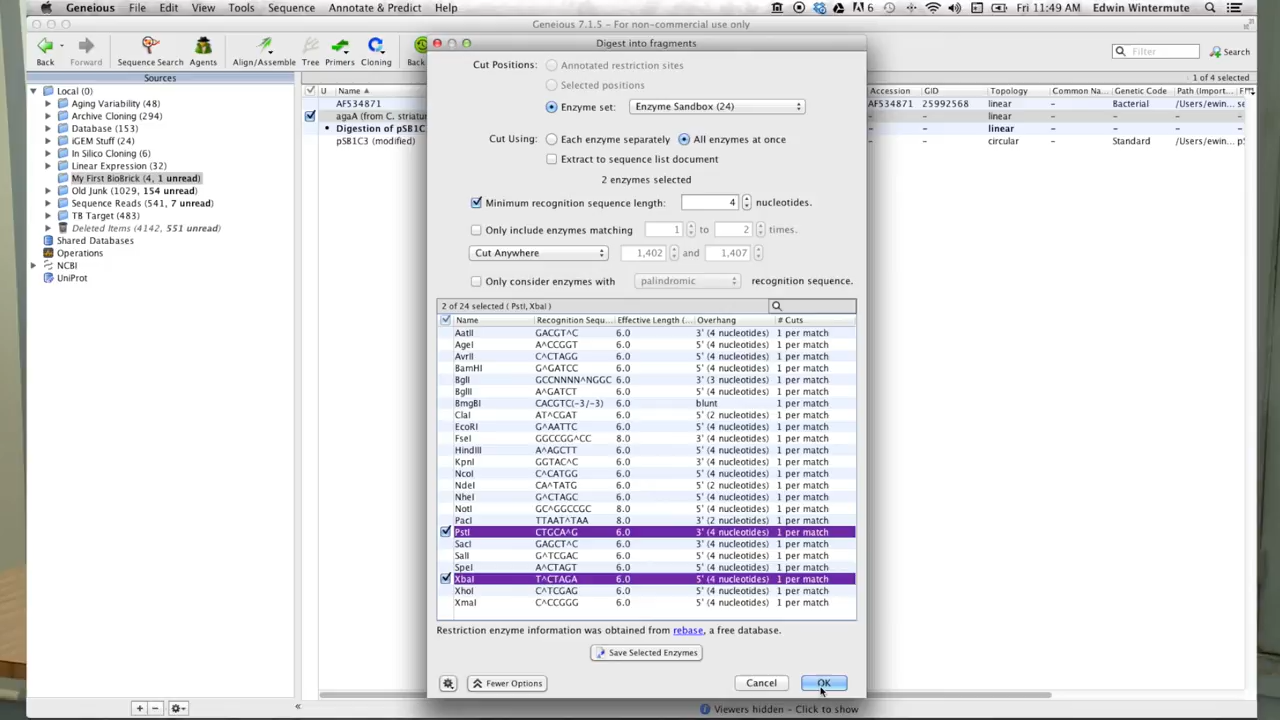 Geneious File Edit View Tools Sequence Annotate & Predict Help
6 Fri 11:49 AM Edwin Wintermute
Geneious 7.1.5 – For non-commercial use only
Back Forward Sequence Search Agents Align/Assemble Tree Primers Cloning Back
Filter Search
Sources
1 of 4 selected
Local (0)
Aging Variability (48)
Archive Cloning (294)
Database (153)
iGEM Stuff (24)
In Silico Cloning (6)
Linear Expression (32)
My First BioBrick (4, 1 unread)
Old Junk (1029, 154 unread)
Sequence Reads (541, 7 unread)
TB Target (483)
Deleted Items (4142, 551 unread)
Shared Databases
Operations
NCBI
UniProt
U Name
AF534871
agaA (from C. striatum
Digestion of pSB1C
pSB1C3 (modified)
Accession GID Topology Common Na... Genetic Code Path (Import...
AF534871 25992568 linear – Bacterial /Users/ewin...
– – linear – – –
linear
– – circular – Standard /Users/ewin...
Digest into fragments
Cut Positions: Annotated restriction sites
Selected positions
Enzyme set: Enzyme Sandbox (24)
Cut Using: Each enzyme separately All enzymes at once
Extract to sequence list document
2 enzymes selected
Minimum recognition sequence length: 4 nucleotides.
Only include enzymes matching 1 to 2 times.
Cut Anywhere 1,402 and 1,407
Only consider enzymes with palindromic recognition sequence.
2 of 24 selected ( PstI, XbaI )
Name Recognition Sequ... Effective Length (... Overhang # Cuts
AatII GACGT^C 6.0 3' (4 nucleotides) 1 per match
AgeI A^CCGGT 6.0 5' (4 nucleotides) 1 per match
AvrII C^CTAGG 6.0 5' (4 nucleotides) 1 per match
BamHI G^GATCC 6.0 5' (4 nucleotides) 1 per match
BglI GCCNNNN^NGGC 6.0 3' (3 nucleotides) 1 per match
BglII A^GATCT 6.0 5' (4 nucleotides) 1 per match
BmgBI CACGTC(-3/-3) 6.0 blunt 1 per match
ClaI AT^CGAT 6.0 5' (2 nucleotides) 1 per match
EcoRI G^AATTC 6.0 5' (4 nucleotides) 1 per match
FseI GGCCGG^CC 8.0 3' (4 nucleotides) 1 per match
HindIII A^AGCTT 6.0 5' (4 nucleotides) 1 per match
KpnI GGTAC^C 6.0 3' (4 nucleotides) 1 per match
NcoI C^CATGG 6.0 5' (4 nucleotides) 1 per match
NdeI CA^TATG 6.0 5' (2 nucleotides) 1 per match
NheI G^CTAGC 6.0 5' (4 nucleotides) 1 per match
NotI GC^GGCCGC 8.0 5' (4 nucleotides) 1 per match
PacI TTAAT^TAA 8.0 3' (2 nucleotides) 1 per match
PstI CTGCA^G 6.0 3' (4 nucleotides) 1 per match
SacI GAGCT^C 6.0 3' (4 nucleotides) 1 per match
SalI G^TCGAC 6.0 5' (4 nucleotides) 1 per match
SpeI A^CTAGT 6.0 5' (4 nucleotides) 1 per match
XbaI T^CTAGA 6.0 5' (4 nucleotides) 1 per match
XhoI C^TCGAG 6.0 5' (4 nucleotides) 1 per match
XmaI C^CCGGG 6.0 5' (4 nucleotides) 1 per match
Restriction enzyme information was obtained from rebase, a free database.
Save Selected Enzymes
Fewer Options Cancel OK
Viewers hidden – Click to show